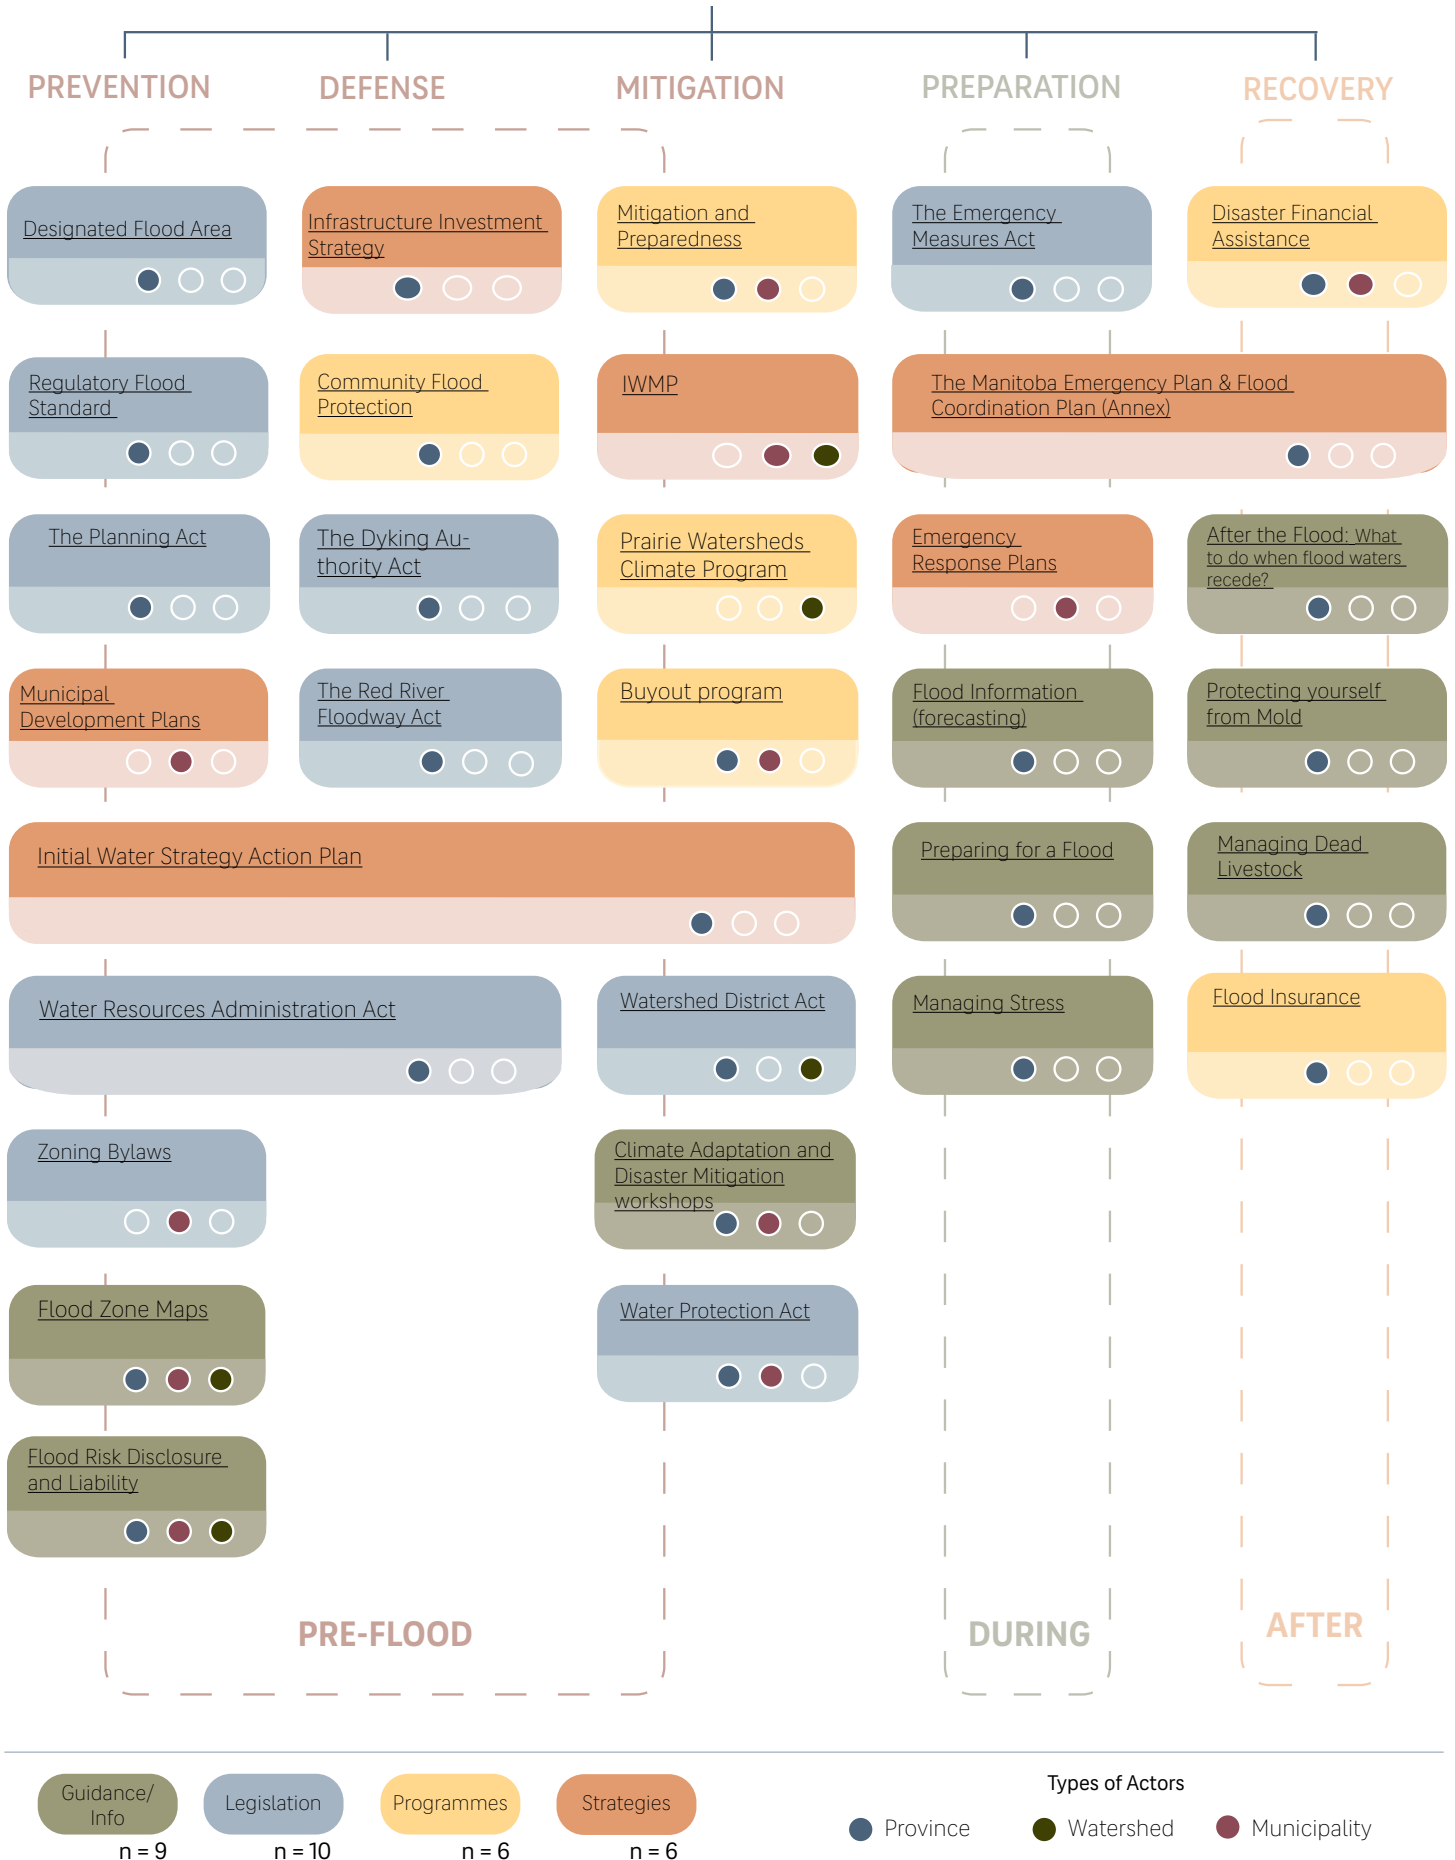 PREVENTION
DEFENSE
MITIGATION
PREPARATION
RECOVERY
Designated Flood Area
Infrastructure Investment
Strategy
Mitigation and
Preparedness
The Emergency
Measures Act
Disaster Financial
Assistance
Regulatory Flood
Standard
Community Flood
Protection
IWMP
The Manitoba Emergency Plan & Flood
Coordination Plan (Annex)
The Planning Act
The Dyking Au-
thority Act
Prairie Watersheds
Climate Program
Emergency
Response Plans
After the Flood: What
to do when flood waters
recede?
Municipal
Development Plans
The Red River
Floodway Act
Buyout program
Flood Information
(forecasting)
Protecting yourself
from Mold
Initial Water Strategy Action Plan
Preparing for a Flood
Managing Dead
Livestock
Water Resources Administration Act
Watershed District Act
Managing Stress
Flood Insurance
Zoning Bylaws
Climate Adaptation and
Disaster Mitigation
workshops
Flood Zone Maps
Water Protection Act
Flood Risk Disclosure
and Liability
PRE-FLOOD
DURING
AFTER
Guidance/
Info
n = 9
Legislation
n = 10
Programmes
n = 6
Strategies
n = 6
Types of Actors
Province
Watershed
Municipality